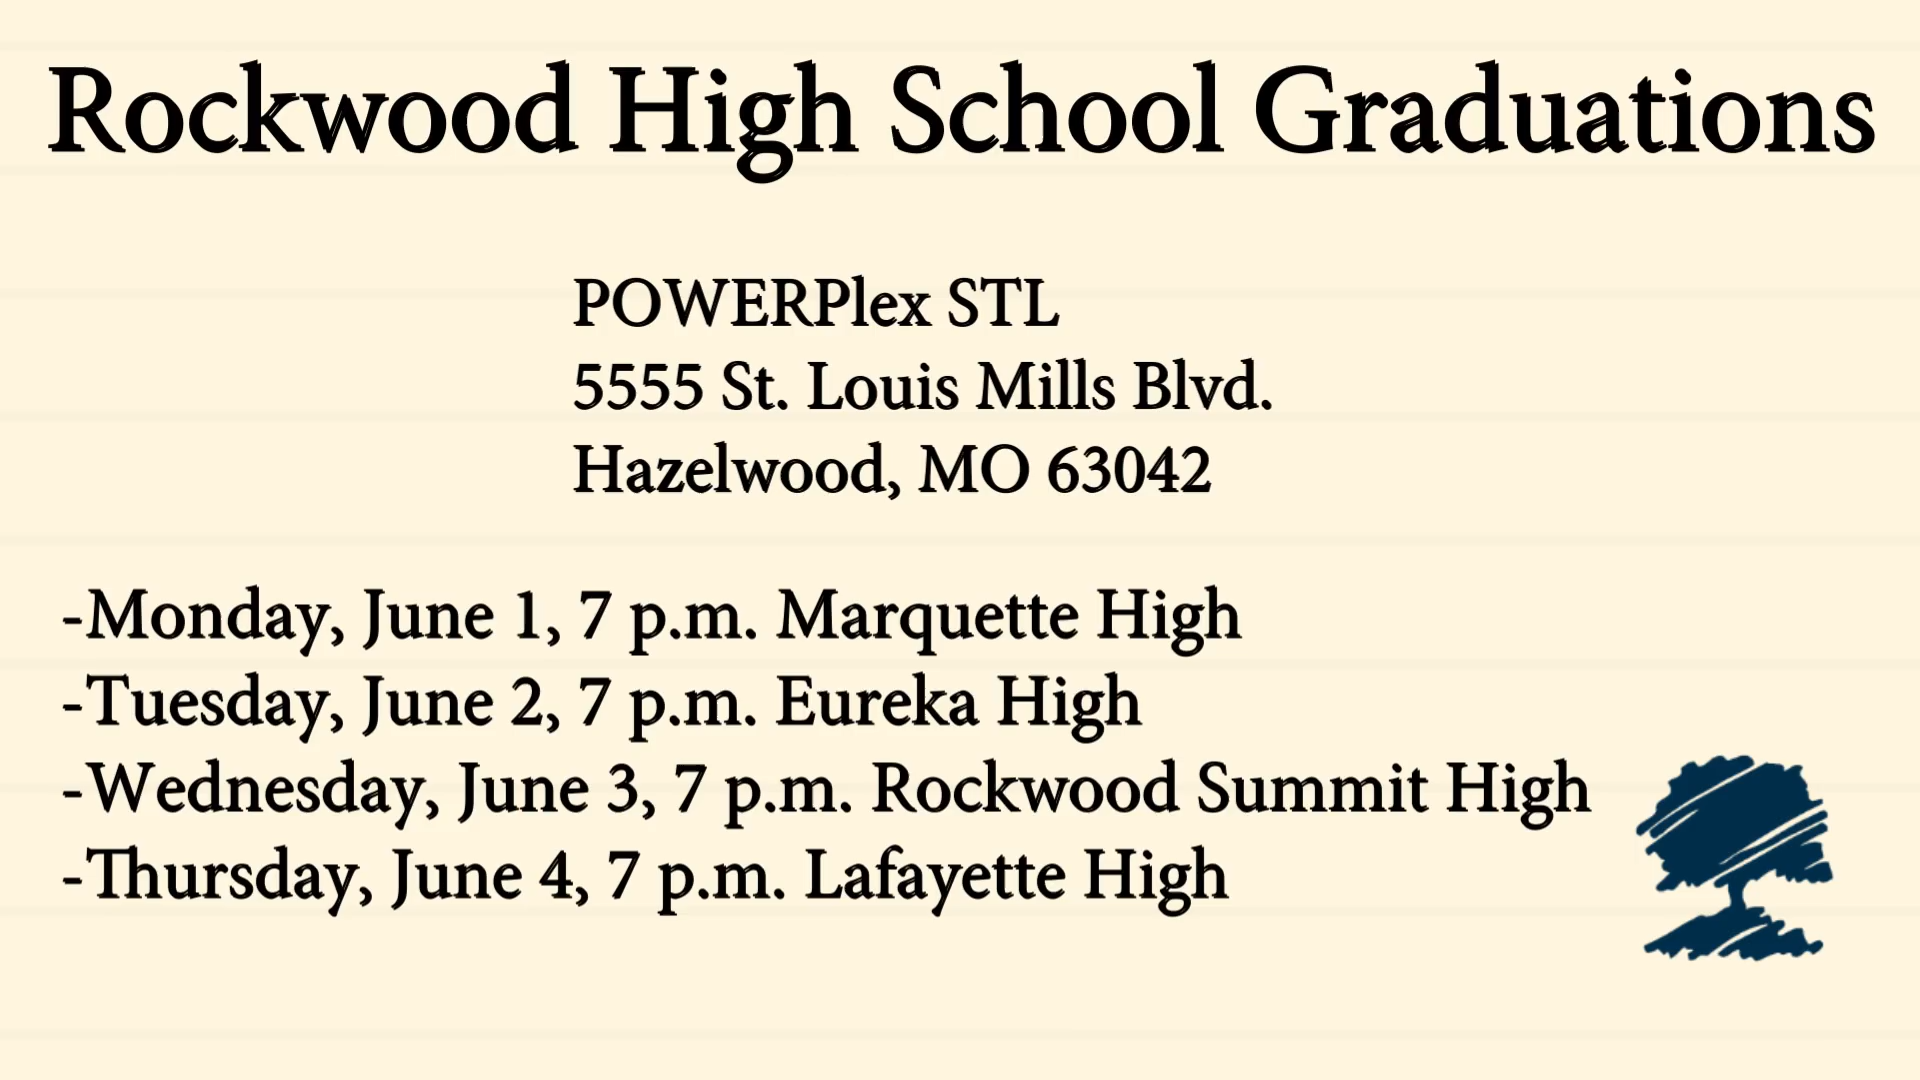 Rockwood High School Graduations
POWERPlex STL
5555 St. Louis Mills Blvd.
Hazelwood, MO 63042
-Monday, June 1, 7 p.m. Marquette High
-Tuesday, June 2, 7 p.m. Eureka High
-Wednesday, June 3, 7 p.m. Rockwood Summit High
-Thursday, June 4, 7 p.m. Lafayette High